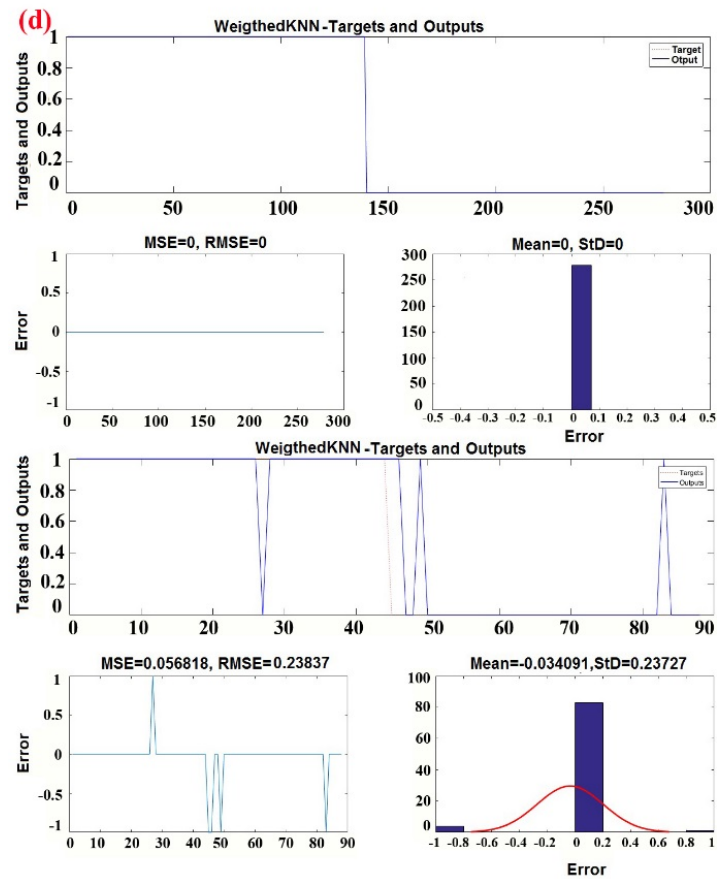 (d)
WeigthedKNN-Targets and Outputs
Targets and Outputs
1
0.8
0.6
0.4
0.2
0
Target
Otput
0 50 100 150 200 250 300
MSE=0, RMSE=0
Error
1
0.5
0
-0.5
-1
0 50 100 150 200 250 300
Mean=0, StD=0
300
250
200
150
100
50
0
-0.5 -0.4 -0.3 -0.2 -0.1 0 0.1 0.2 0.3 0.4 0.5
Error
WeigthedKNN-Targets and Outputs
Targets and Outputs
1
0.8
0.6
0.4
0.2
0
Targets
Outputs
0 10 20 30 40 50 60 70 80 90
MSE=0.056818, RMSE=0.23837
Error
1
0.5
0
-0.5
-1
0 10 20 30 40 50 60 70 80 90
Mean=-0.034091,StD=0.23727
100
80
60
40
20
0
-1 -0.8 -0.6 -0.4 -0.2 0 0.2 0.4 0.6 0.8 1
Error